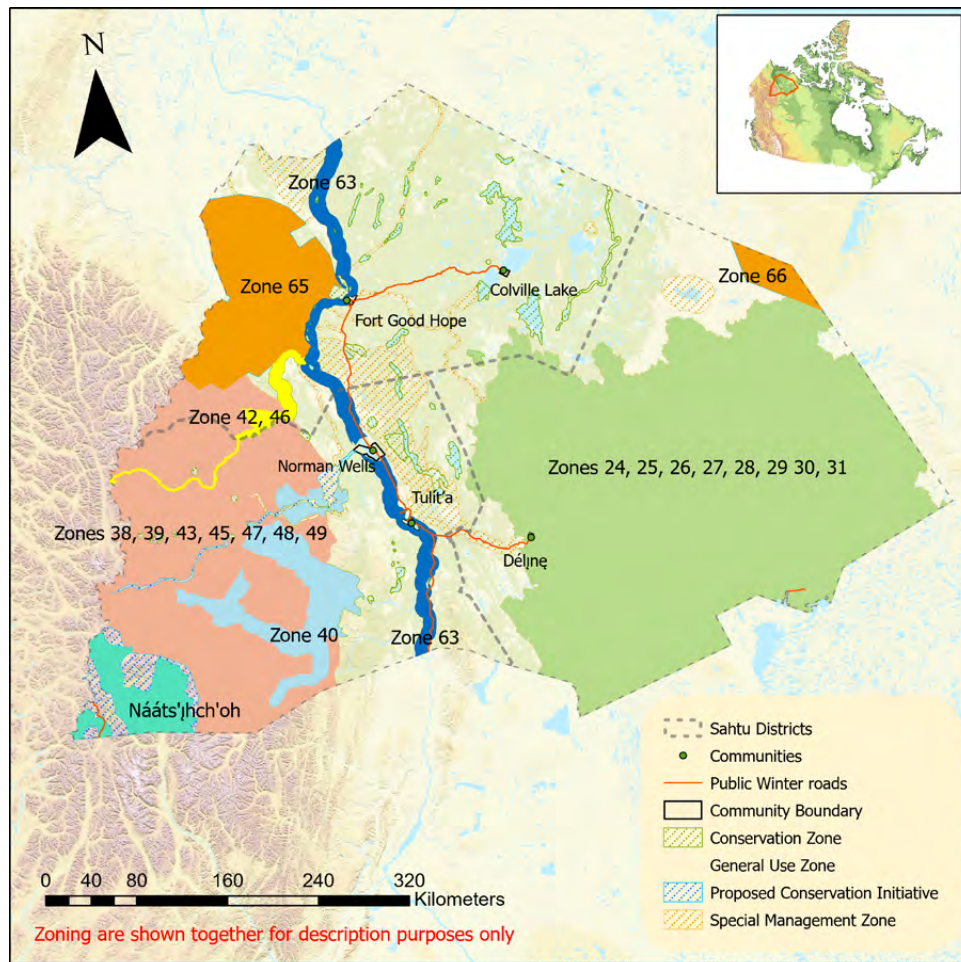 N
Zone 63
Zone 65
Zone 66
Colville Lake
Fort Good Hope
Zone 42, 46
Norman Wells
Zones 24, 25, 26, 27, 28, 29 30, 31
Tulít'a
Zones 38, 39, 43, 45, 47, 48, 49
Délı̨nę
Zone 40
Zone 63
Nááts'ı̨hch'oh
Sahtu Districts
Communities
Public Winter roads
Community Boundary
Conservation Zone
General Use Zone
Proposed Conservation Initiative
Special Management Zone
0 40 80 160 240 320
Kilometers
Zoning are shown together for description purposes only